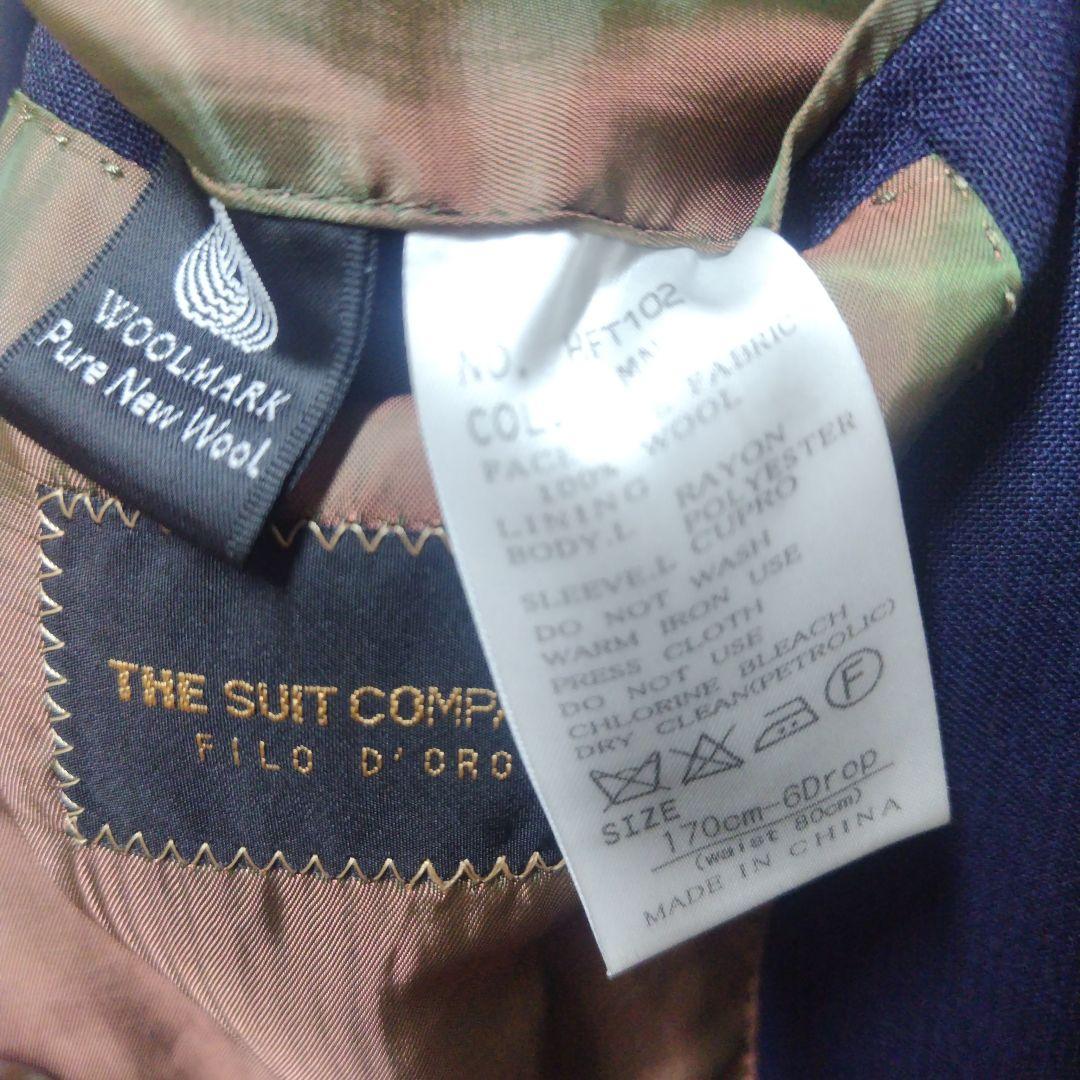 WOOLMARK
Pure New Wool
THE SUIT
FILO D'ORO
NO. FT102
COL.
FABRIC
100% WOOL
LINING
BODY.L RAYON
POLYESTER
SLEEVE.L CUPRO
DO NOT WASH
WARM IRON USE
PRESS CLOTH
DO NOT USE
CHLORINE BLEACH
DRY CLEAN(PETROLIC)
F
SIZE
170cm-6Drop
(waist 80cm)
MADE IN CHINA